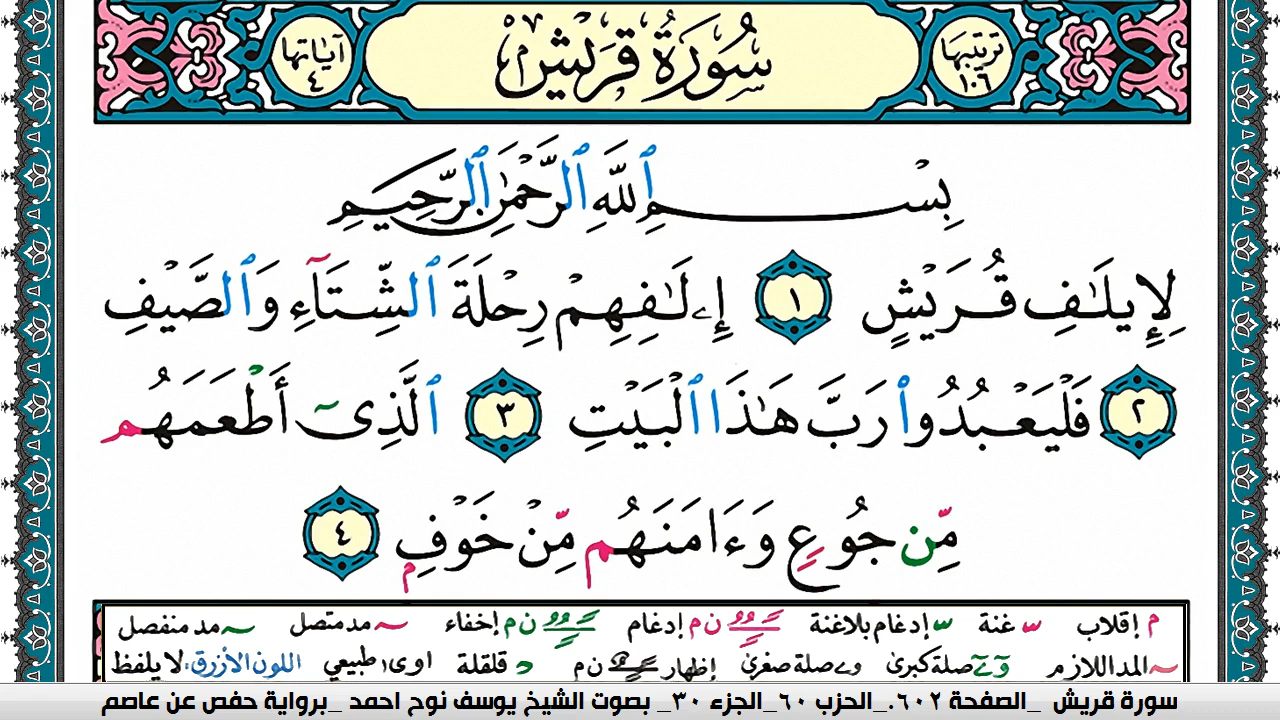 ترتيبها ١٠٦ سُورَةُ قُرَيْشٍ آياتها ٤
بِسْمِ ٱللَّهِ ٱلرَّحْمَٰنِ ٱلرَّحِيمِ
لِإِيلَٰفِ قُرَيْشٍ ١ إِۦلَٰفِهِمْ رِحْلَةَ ٱلشِّتَآءِ وَٱلصَّيْفِ
٢ فَلْيَعْبُدُوا۟ رَبَّ هَٰذَا ٱلْبَيْتِ ٣ ٱلَّذِىٓ أَطْعَمَهُم
مِّن جُوعٍ وَءَامَنَهُم مِّنْ خَوْفٍۭ ٤
م إقلاب ّ غنة ّ إدغام بلاغنة ن م إدغام ن م إخفاء ~ مد متصل ~ مد منفصل
~ المد اللازم و ے صلة كبرى و ے صلة صغرى إظهار ن م د قلقلة اوى١ طبيعي اللون الأزرق، لا يلفظ
سورة قريش _الصفحة ٦٠٢._الحزب ٦٠_الجزء ٣٠_ بصوت الشيخ يوسف نوح احمد _برواية حفص عن عاصم